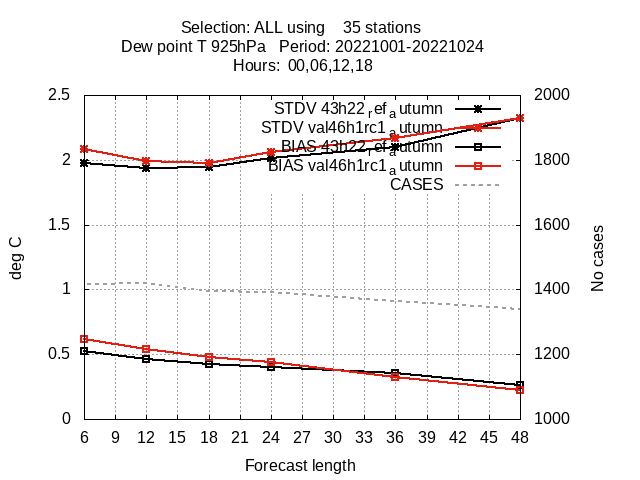 Selection: ALL using 35 stations
Dew point T 925hPa Period: 20221001-20221024
Hours: 00,06,12,18
2.5
2
1.5
1
0.5
0
2000
1800
1600
1400
1200
1000
deg C
No cases
STDV 43h22_ref_autumn
STDV val46h1rc1_autumn
BIAS 43h22_ref_autumn
BIAS val46h1rc1_autumn
CASES
6 9 12 15 18 21 24 27 30 33 36 39 42 44 48
Forecast length